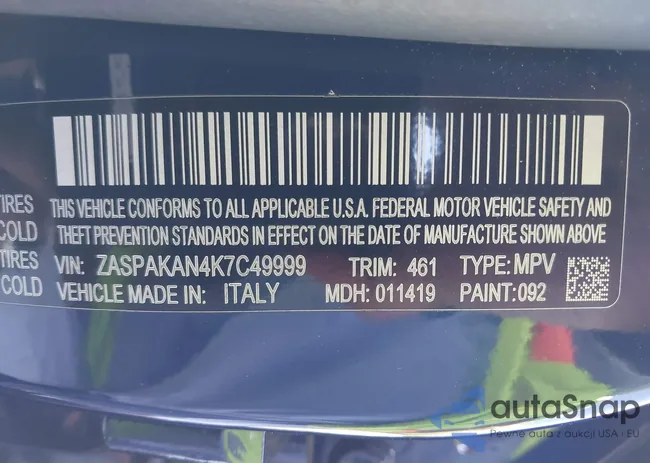 THIS VEHICLE CONFORMS TO ALL APPLICABLE U.S.A. FEDERAL MOTOR VEHICLE SAFETY AND
THEFT PREVENTION STANDARDS IN EFFECT ON THE DATE OF MANUFACTURE SHOWN ABOVE
VIN: ZASPAKAN4K7C49999 TRIM: 461 TYPE: MPV
VEHICLE MADE IN: ITALY MDH: 011419 PAINT: 092
TIRES
COLD
TIRES
COLD
autaSnap
Pewne auta z aukcji USA i EU